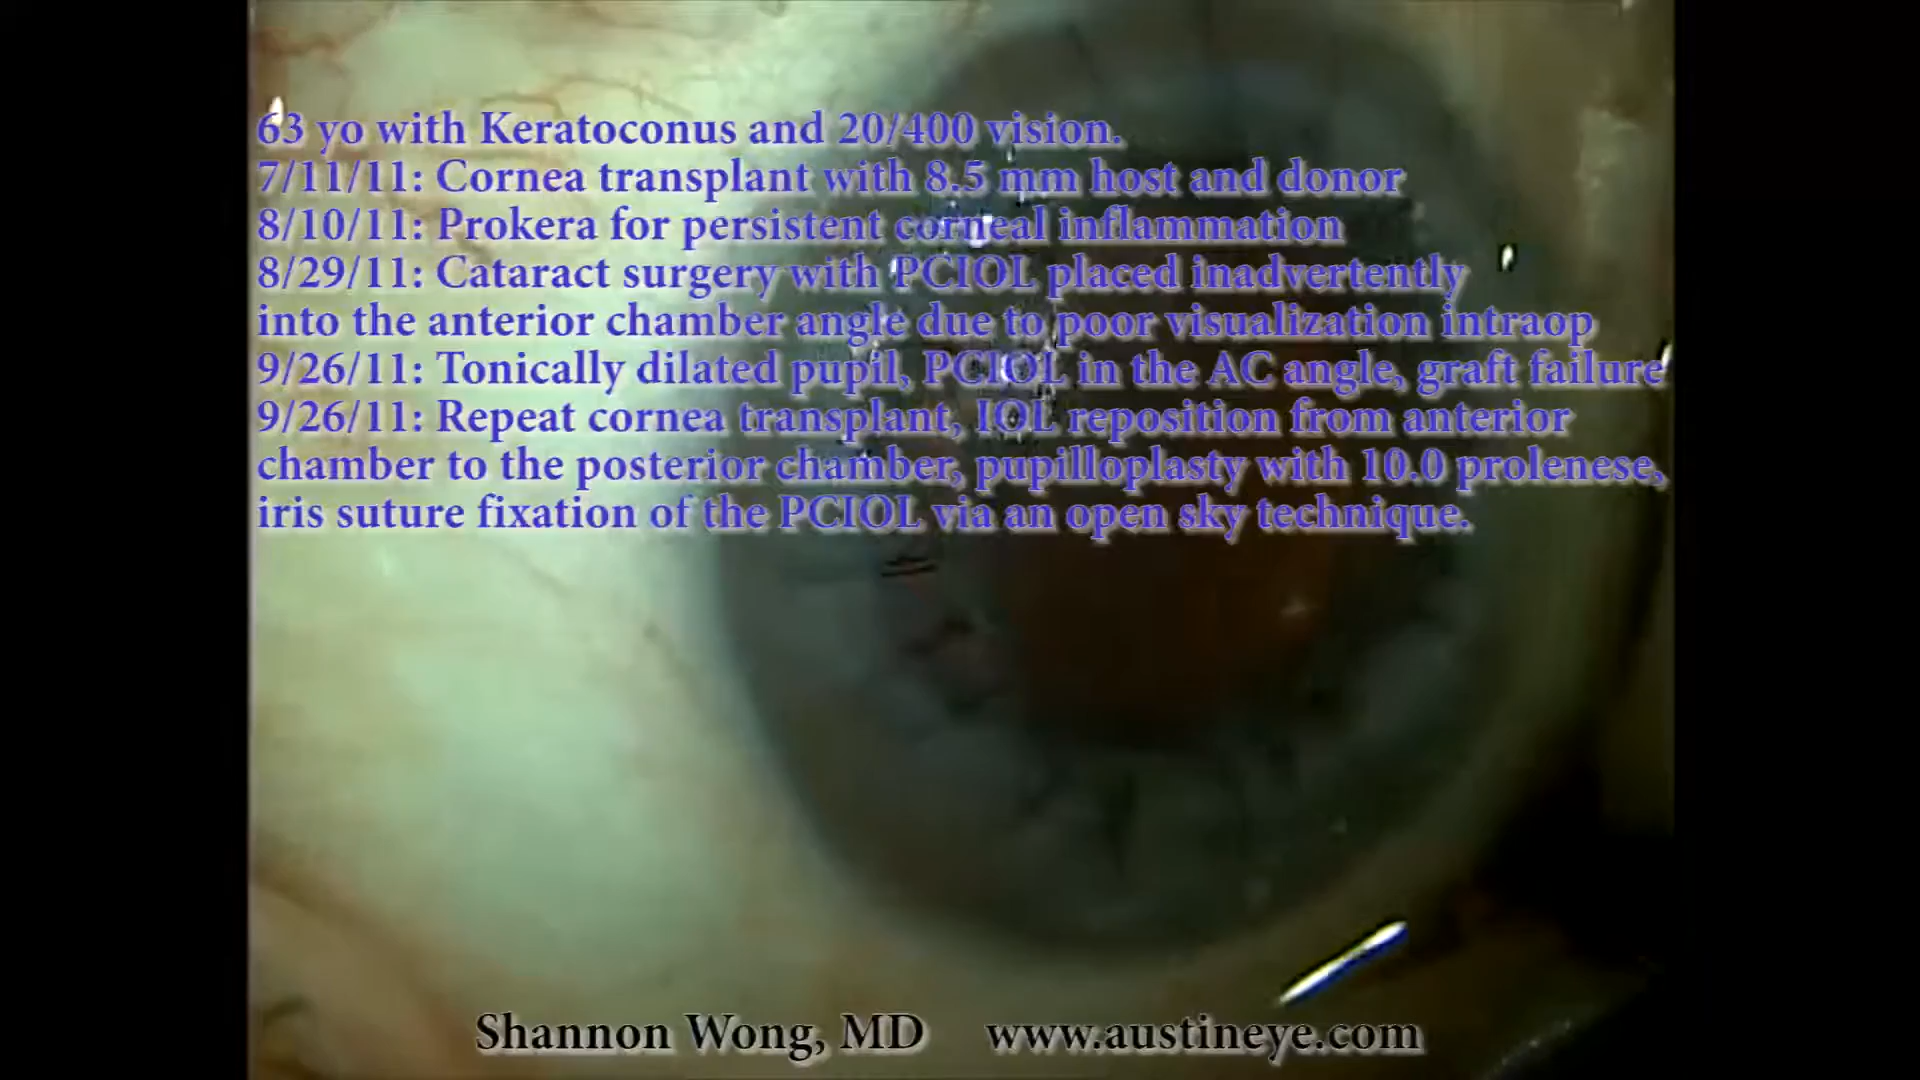 63 yo with Keratoconus and 20/400 vision.
7/11/11: Cornea transplant with 8.5 mm host and donor
8/10/11: Prokera for persistent corneal inflammation
8/29/11: Cataract surgery with PCIOL placed inadvertently
into the anterior chamber angle due to poor visualization intraop
9/26/11: Tonically dilated pupil, PCIOL in the AC angle, graft failure
9/26/11: Repeat cornea transplant, IOL reposition from anterior
chamber to the posterior chamber, pupilloplasty with 10.0 prolenese,
iris suture fixation of the PCIOL via an open sky technique.
Shannon Wong, MD www.austineye.com